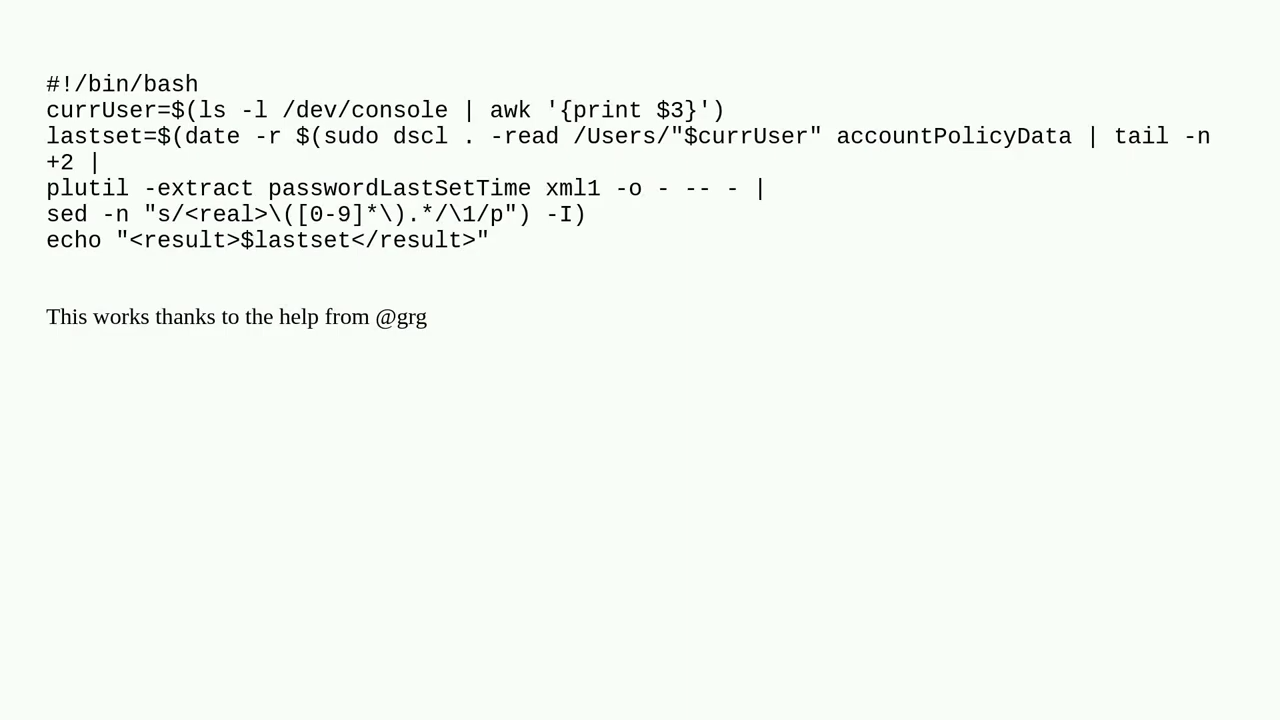 #!/bin/bash
currUser=$(ls -l /dev/console | awk '{print $3}')
lastset=$(date -r $(sudo dscl . -read /Users/"$currUser" accountPolicyData | tail -n
+2 |
plutil -extract passwordLastSetTime xml1 -o - -- - |
sed -n "s/<real>\([0-9]*\).*/\1/p") -I)
echo "<result>$lastset</result>"
This works thanks to the help from @grg